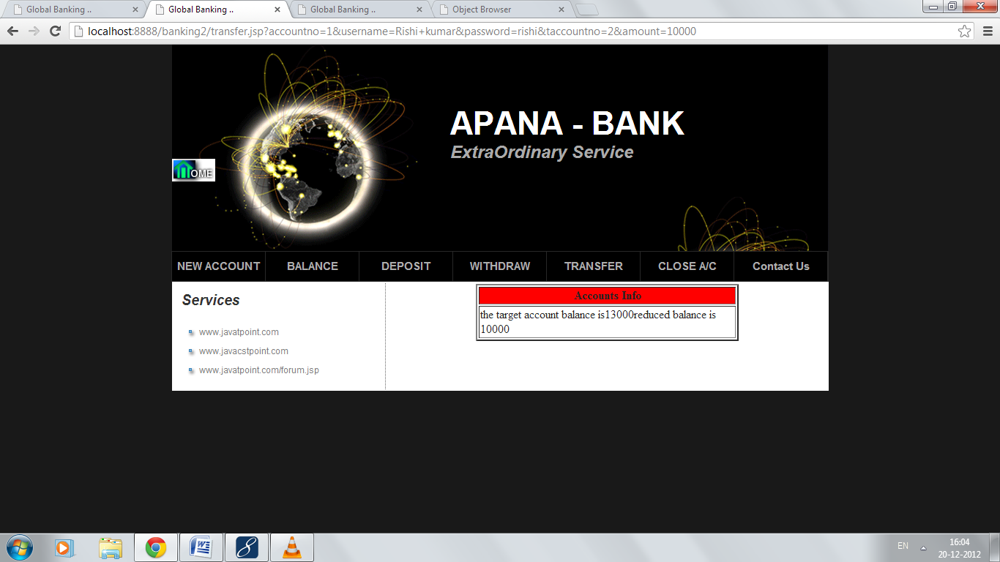 Global Banking ..
Global Banking ..
Global Banking ..
Object Browser
localhost:8888/banking2/transfer.jsp?accountno=1&username=Rishi+kumar&password=rishi&taccountno=2&amount=10000
APANA - BANK
ExtraOrdinary Service
HOME
NEW ACCOUNT
BALANCE
DEPOSIT
WITHDRAW
TRANSFER
CLOSE A/C
Contact Us
Services
www.javatpoint.com
www.javacstpoint.com
www.javatpoint.com/forum.jsp
Accounts Info
the target account balance is13000reduced balance is
10000
EN
16:04
20-12-2012